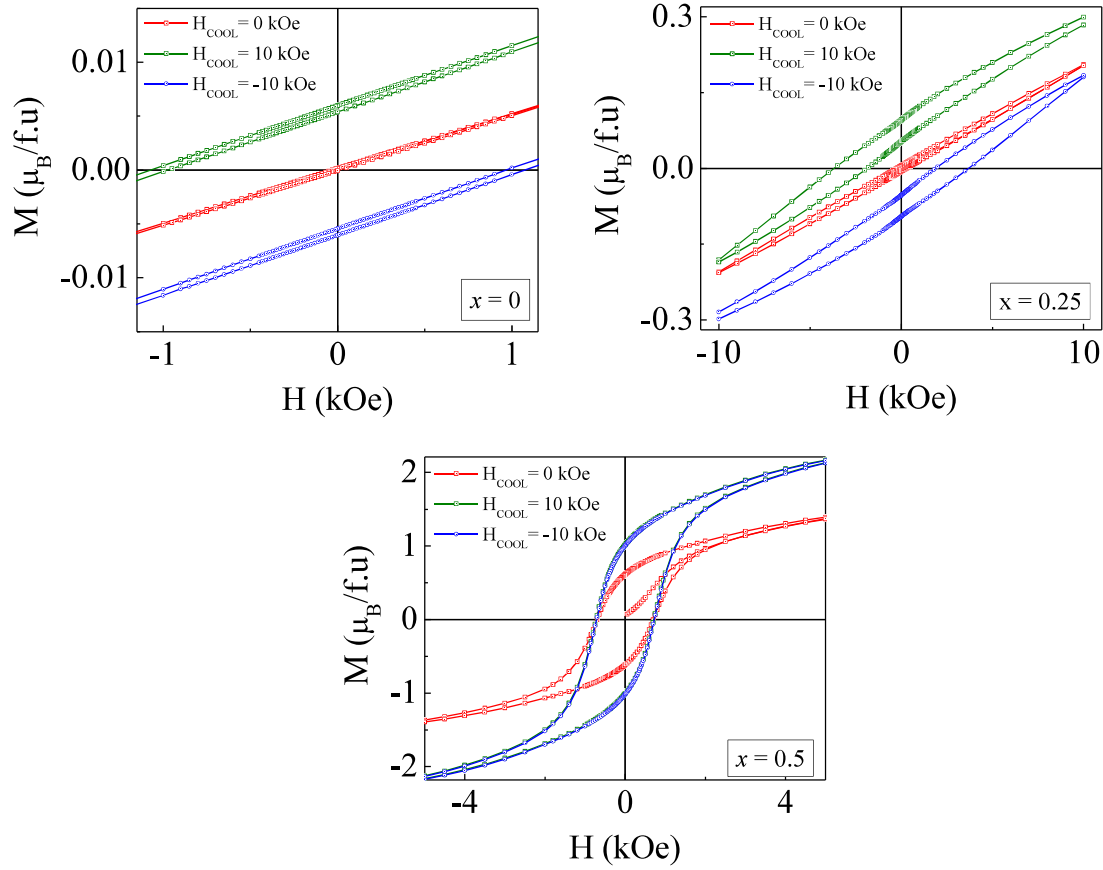 H_COOL= 0 kOe
H_COOL= 10 kOe
H_COOL= -10 kOe
0.01
0.00
-0.01
M (μ_B/f.u)
x = 0
-1
0
1
H (kOe)
H_COOL= 0 kOe
H_COOL= 10 kOe
H_COOL= -10 kOe
0.3
0.0
-0.3
M (μ_B/f.u)
x = 0.25
-10
0
10
H (kOe)
H_COOL= 0 kOe
H_COOL= 10 kOe
H_COOL= -10 kOe
2
1
0
-1
-2
M (μ_B/f.u)
x = 0.5
-4
0
4
H (kOe)